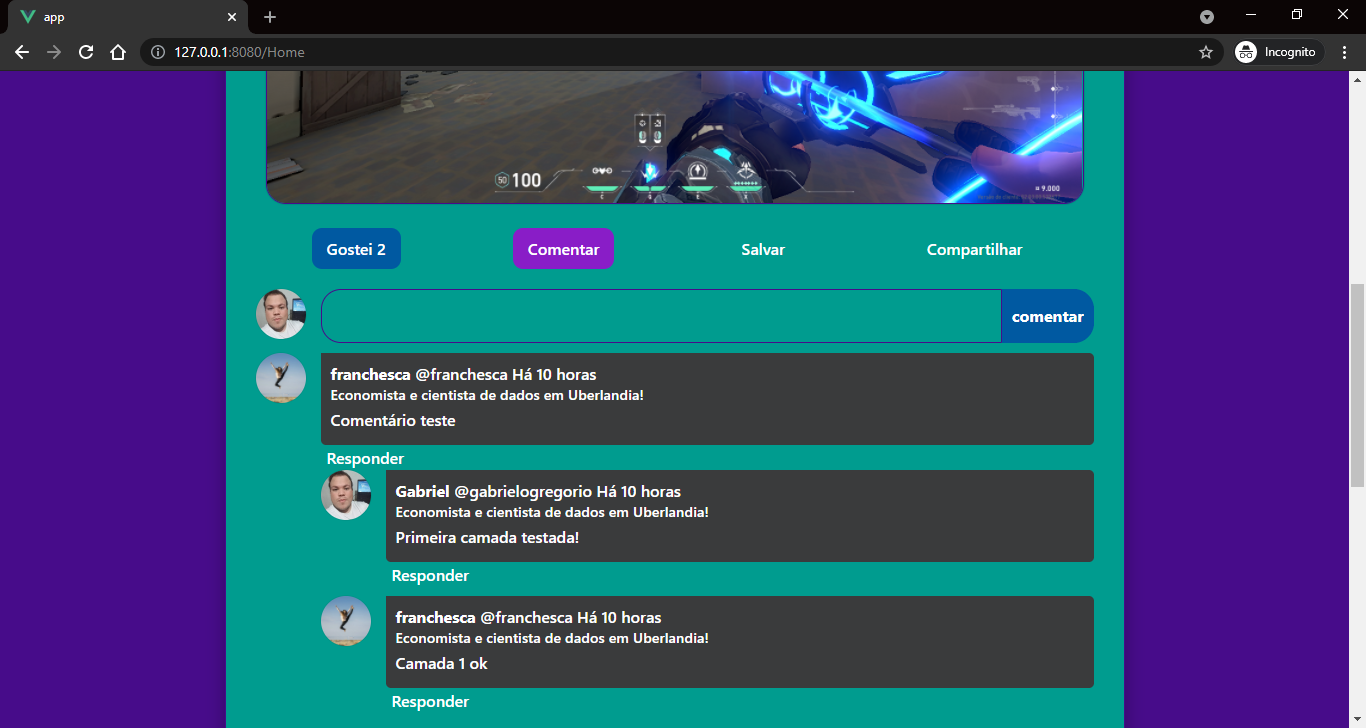 app
127.0.0.1:8080/Home
Incognito
50 100
C Q E X
9.000
Gostei 2
Comentar
Salvar
Compartilhar
comentar
franchesca @franchesca Há 10 horas
Economista e cientista de dados em Uberlandia!
Comentário teste
Responder
Gabriel @gabrielogregorio Há 10 horas
Economista e cientista de dados em Uberlandia!
Primeira camada testada!
Responder
franchesca @franchesca Há 10 horas
Economista e cientista de dados em Uberlandia!
Camada 1 ok
Responder